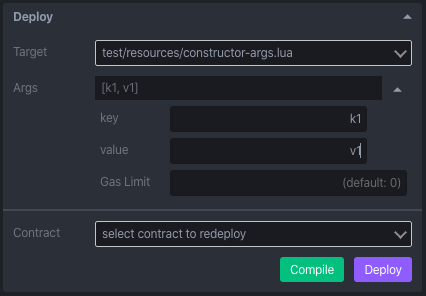 Deploy
Target test/resources/constructor-args.lua
Args [k1, v1]
key k1
value v1
Gas Limit (default: 0)
Contract select contract to redeploy
Compile Deploy